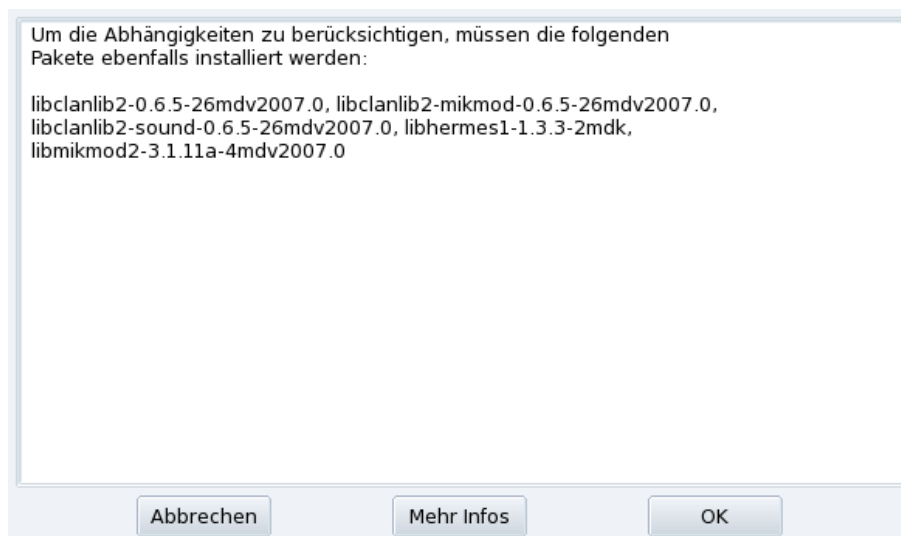 Um die Abhängigkeiten zu berücksichtigen, müssen die folgenden
Pakete ebenfalls installiert werden:
libclanlib2-0.6.5-26mdv2007.0, libclanlib2-mikmod-0.6.5-26mdv2007.0,
libclanlib2-sound-0.6.5-26mdv2007.0, libhermes1-1.3.3-2mdk,
libmikmod2-3.1.11a-4mdv2007.0
Abbrechen Mehr Infos OK